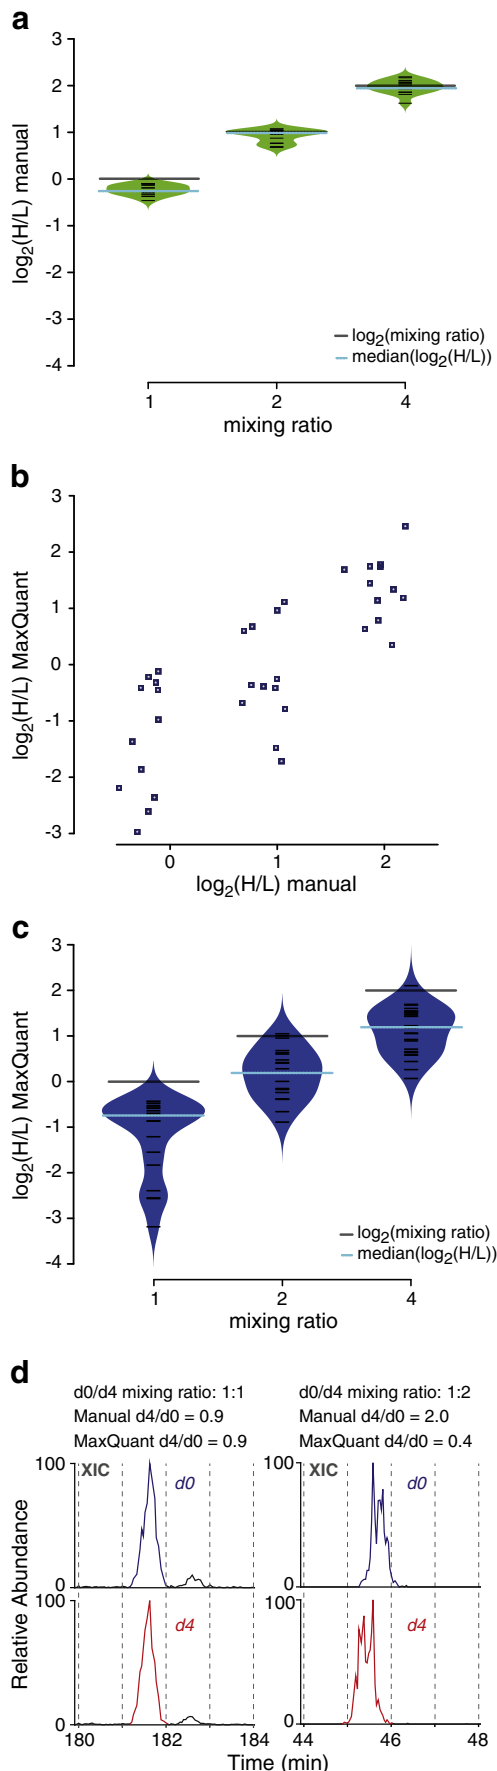 a
3
2
1
0
-1
-2
-3
-4
log2(H/L) manual
log2(mixing ratio)
median(log2(H/L))
1 2 4
mixing ratio
b
3
2
1
0
-1
-2
-3
log2(H/L) MaxQuant
0 1 2
log2(H/L) manual
c
3
2
1
0
-1
-2
-3
-4
log2(H/L) MaxQuant
log2(mixing ratio)
median(log2(H/L))
1 2 4
mixing ratio
d
d0/d4 mixing ratio: 1:1
Manual d4/d0 = 0.9
MaxQuant d4/d0 = 0.9
d0/d4 mixing ratio: 1:2
Manual d4/d0 = 2.0
MaxQuant d4/d0 = 0.4
Relative Abundance
100
XIC
d0
0
100
XIC
d0
0
100
d4
0
100
d4
0
180 182 184
44 46 48
Time (min)